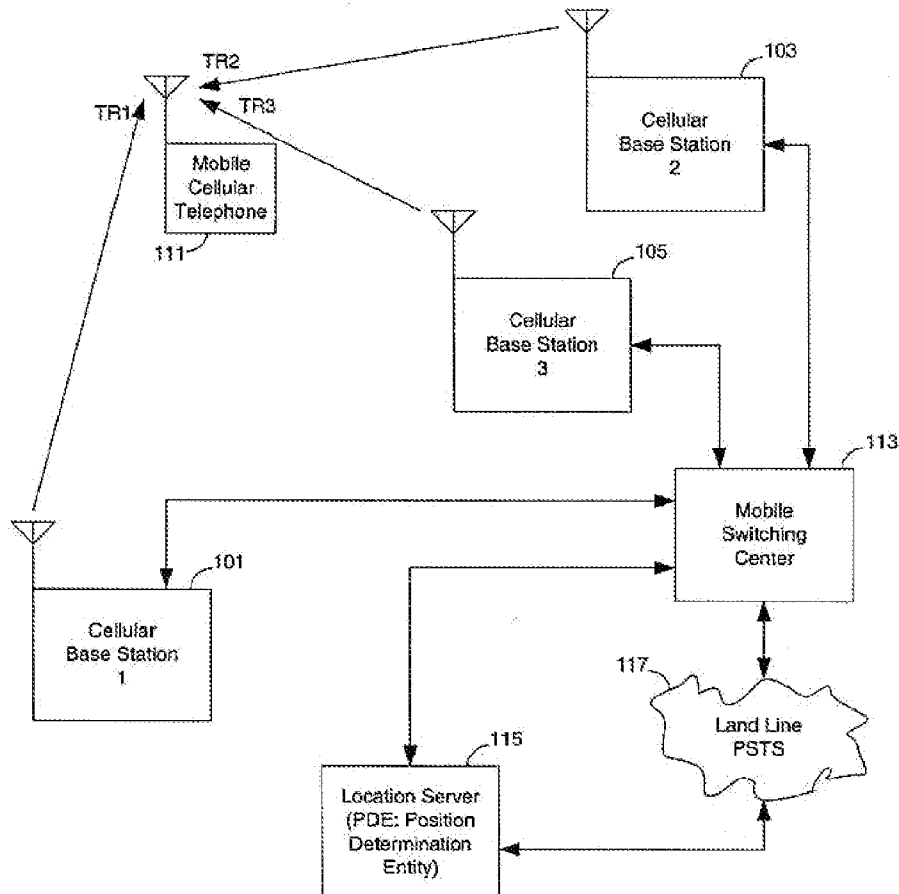 103
TR2
TR1
TR3
Cellular
Base Station
2
Mobile
Cellular
Telephone
111
105
Cellular
Base Station
3
113
Mobile
Switching
Center
101
Cellular
Base Station
1
117
Land Line
PSTS
115
Location Server
(PDE: Position
Determination
Entity)